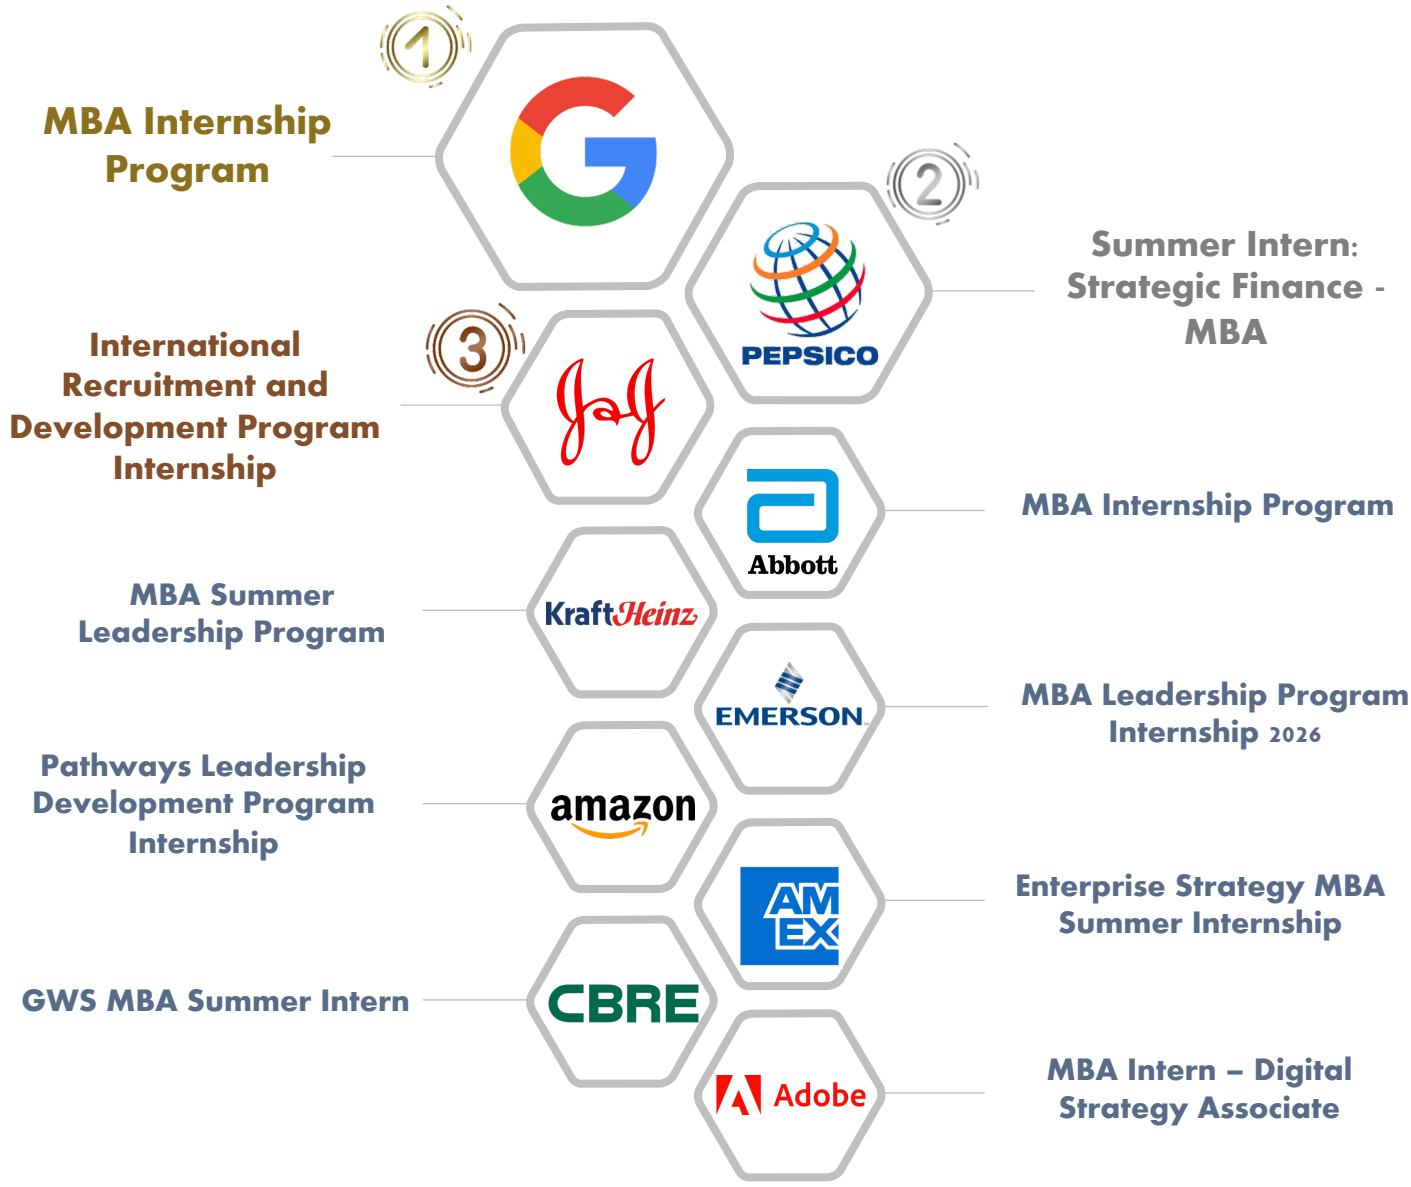 1
MBA Internship
Program
G
2
PEPSICO
Summer Intern:
Strategic Finance -
MBA
3
International
Recruitment and
Development Program
Internship
J&J
Abbott
MBA Internship Program
MBA Summer
Leadership Program
KraftHeinz
EMERSON
MBA Leadership Program
Internship 2026
Pathways Leadership
Development Program
Internship
amazon
AM
EX
Enterprise Strategy MBA
Summer Internship
GWS MBA Summer Intern
CBRE
Adobe
MBA Intern – Digital
Strategy Associate